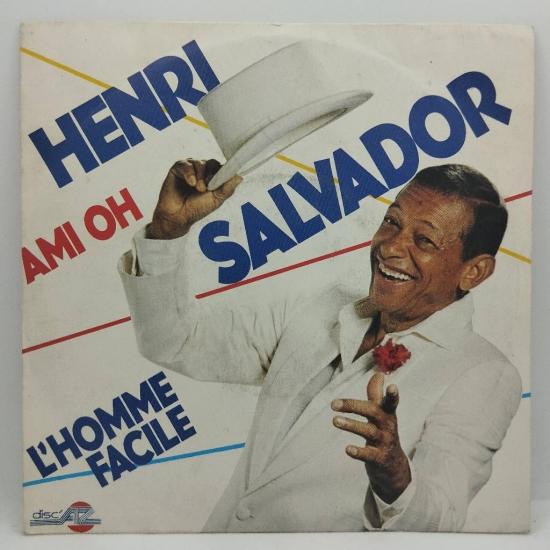 HENRI
SALVADOR
AMI OH
L'HOMME
FACILE
disc'AZ